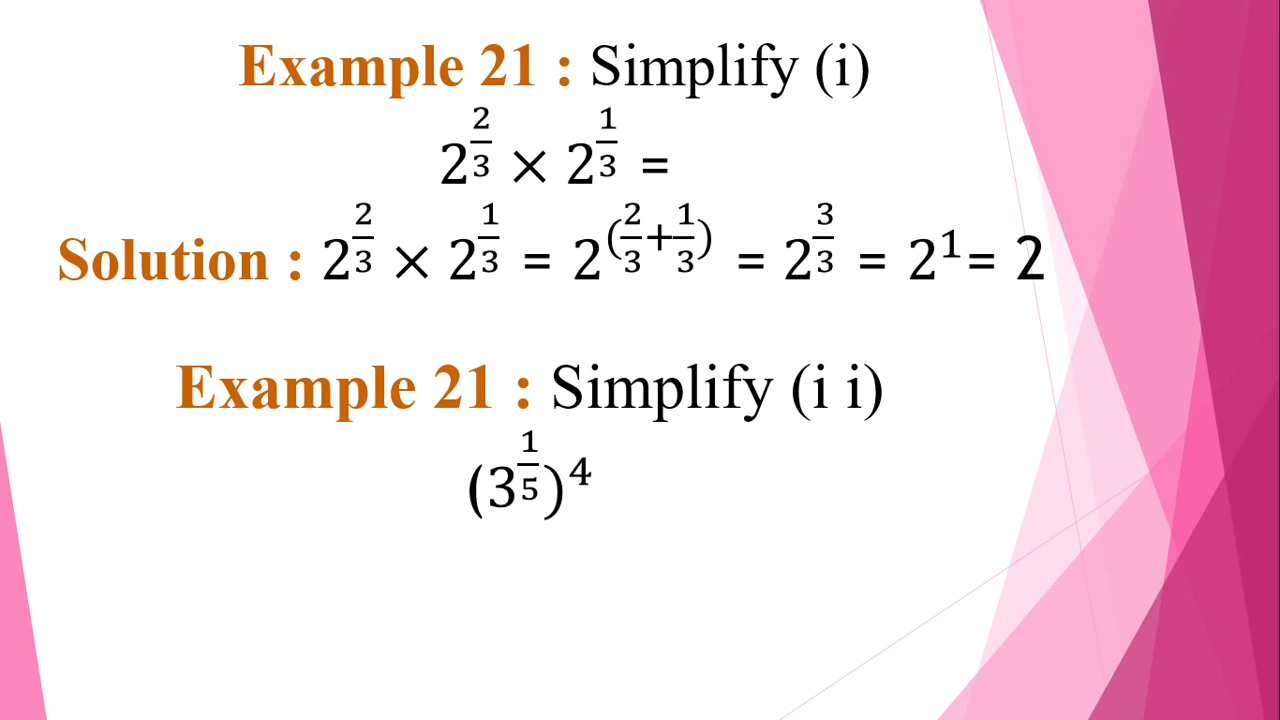 Example 21 : Simplify (i)
2^(2/3) × 2^(1/3) =
Solution : 2^(2/3) × 2^(1/3) = 2^(2/3+1/3) = 2^(3/3) = 2^1= 2
Example 21 : Simplify (i i)
(3^(1/5))^4